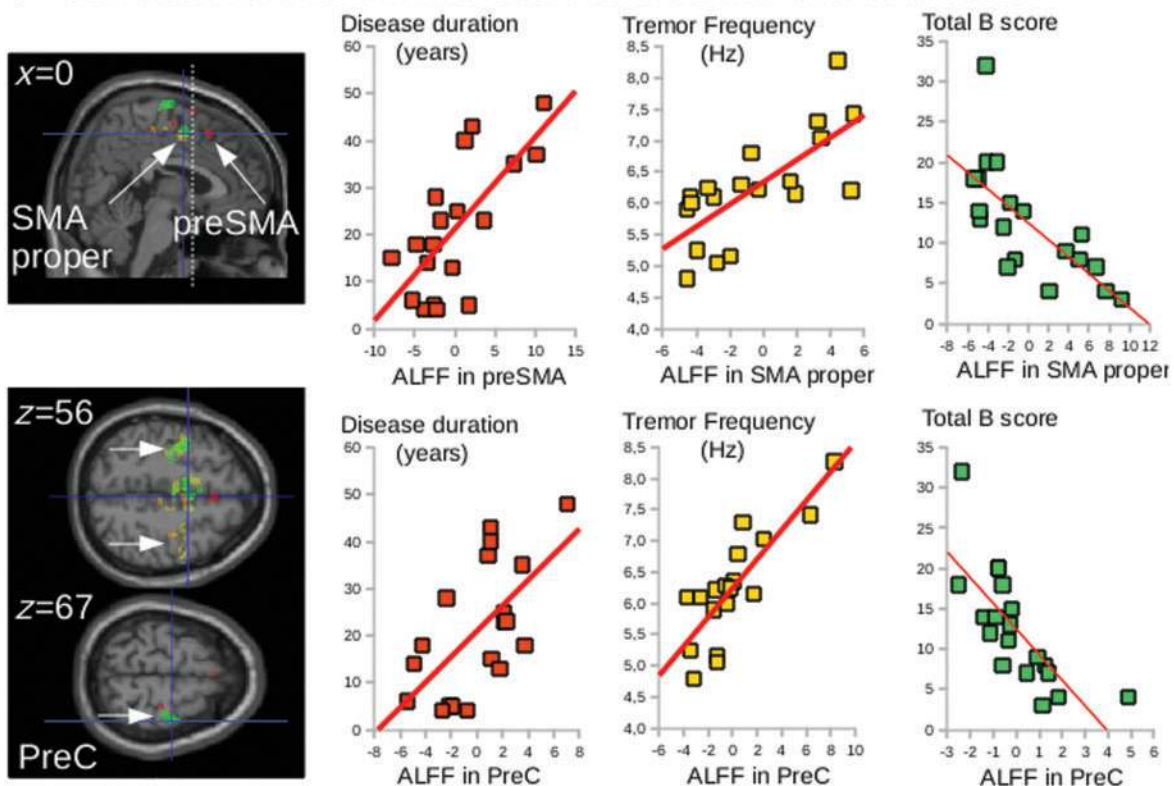 x=0
SMA
proper
preSMA
Disease duration
(years)
60
50
40
30
20
10
0
-10 -5 0 5 10 15
ALFF in preSMA
Tremor Frequency
(Hz)
8,5
8,0
7,5
7,0
6,5
6,0
5,5
5,0
4,5
4,0
-6 -4 -2 0 2 4 6
ALFF in SMA proper
Total B score
35
30
25
20
15
10
5
0
-8 -6 -4 -2 0 2 4 6 8 10 12
ALFF in SMA proper
z=56
z=67
PreC
Disease duration
(years)
60
50
40
30
20
10
0
-8 -6 -4 -2 0 2 4 6 8
ALFF in PreC
Tremor Frequency
(Hz)
8,5
8,0
7,5
7,0
6,5
6,0
5,5
5,0
4,5
4,0
-6 -4 -2 0 2 4 6 8 10
ALFF in PreC
Total B score
35
30
25
20
15
10
5
0
-3 -2 -1 0 1 2 3 4 5 6
ALFF in PreC